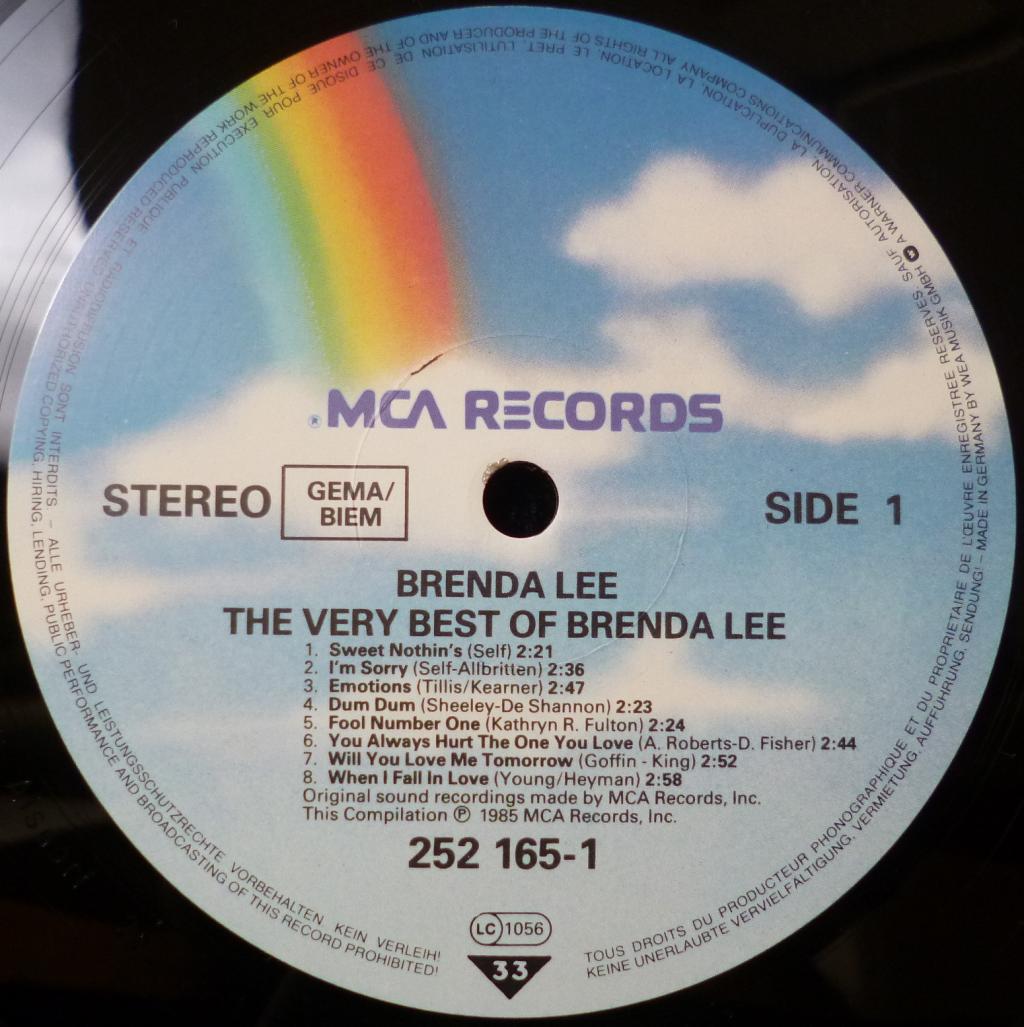 ® MCA RECORDS
STEREO
GEMA/
BIEM
SIDE 1
BRENDA LEE
THE VERY BEST OF BRENDA LEE
1. Sweet Nothin's (Self) 2:21
2. I'm Sorry (Self-Allbritten) 2:36
3. Emotions (Tillis/Kearner) 2:47
4. Dum Dum (Sheeley-De Shannon) 2:23
5. Fool Number One (Kathryn R. Fulton) 2:24
6. You Always Hurt The One You Love (A. Roberts-D. Fisher) 2:44
7. Will You Love Me Tomorrow (Goffin - King) 2:52
8. When I Fall In Love (Young/Heyman) 2:58
Original sound recordings made by MCA Records, Inc.
This Compilation ℗ 1985 MCA Records, Inc.
252 165-1
LC 1056
33
TOUS DROITS DU PRODUCTEUR PHONOGRAPHIQUE ET DU PROPRIETAIRE DE L'ŒUVRE ENREGISTREE RESERVES. SAUF AUTORISATION, LA DUPLICATION, LA LOCATION, LE PRET, L'UTILISATION DE CE DISQUE POUR EXECUTION PUBLIQUE ET RADIODIFFUSION SONT INTERDITS. – ALLE URHEBER- UND LEISTUNGSSCHUTZRECHTE VORBEHALTEN. KEIN VERLEIH!
KEINE UNERLAUBTE VERVIELFÄLTIGUNG, VERMIETUNG, AUFFÜHRUNG, SENDUNG! – MADE IN GERMANY BY WEA MUSIK GMBH A WARNER COMMUNICATIONS COMPANY ALL RIGHTS OF THE PRODUCER AND OF THE OWNER OF THE WORK REPRODUCED RESERVED. UNAUTHORIZED COPYING, HIRING, LENDING, PUBLIC PERFORMANCE AND BROADCASTING OF THIS RECORD PROHIBITED!